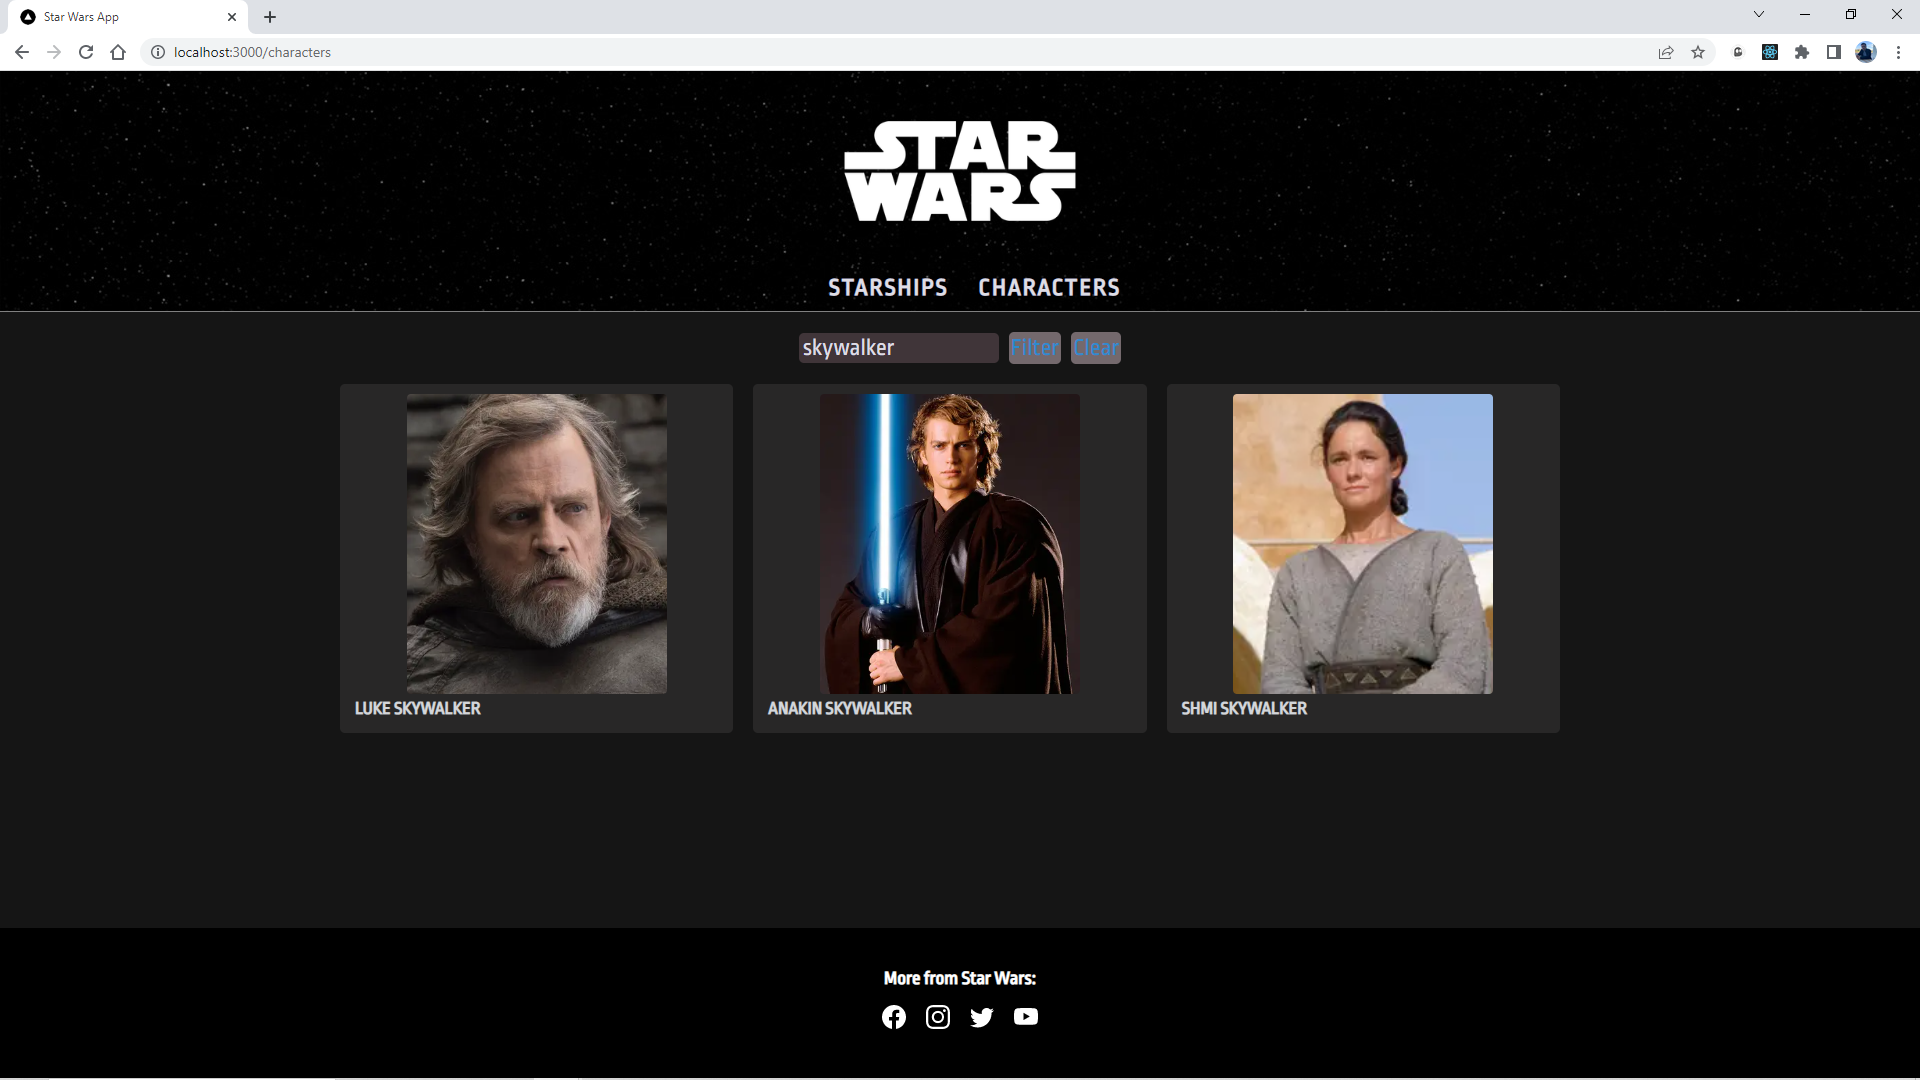 Star Wars App
localhost:3000/characters
STAR
WARS
STARSHIPS CHARACTERS
skywalker Filter Clear
LUKE SKYWALKER ANAKIN SKYWALKER SHMI SKYWALKER
More from Star Wars: